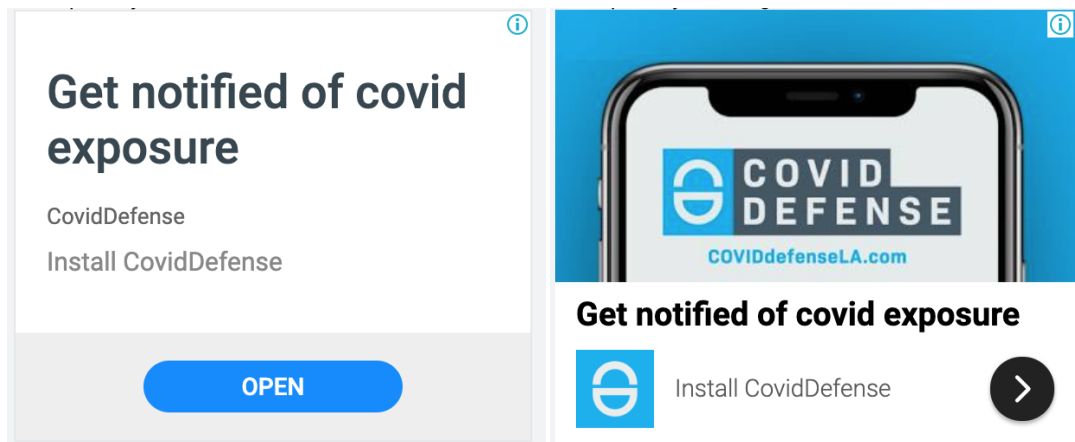 Get notified of covid
exposure
CovidDefense
Install CovidDefense
OPEN
COVID
DEFENSE
COVIDdefenseLA.com
Get notified of covid exposure
Install CovidDefense